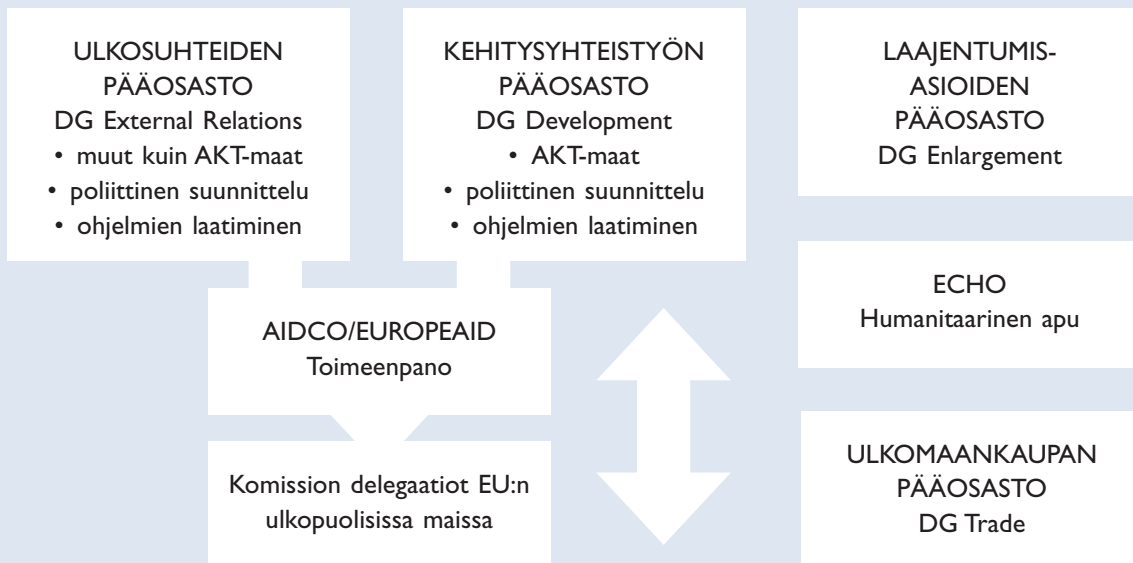 ULKOSUHTEIDEN
PÄÄOSASTO
DG External Relations
• muut kuin AKT-maat
• poliittinen suunnittelu
• ohjelmien laatiminen
KEHITYSYHTEISTYÖN
PÄÄOSASTO
DG Development
• AKT-maat
• poliittinen suunnittelu
• ohjelmien laatiminen
LAAJENTUMIS-
ASIOIDEN
PÄÄOSASTO
DG Enlargement
AIDCO/EUROPEAID
Toimeenpano
ECHO
Humanitaarinen apu
Komission delegaatiot EU:n
ulkopuolisissa maissa
ULKOMAANKAUPAN
PÄÄOSASTO
DG Trade